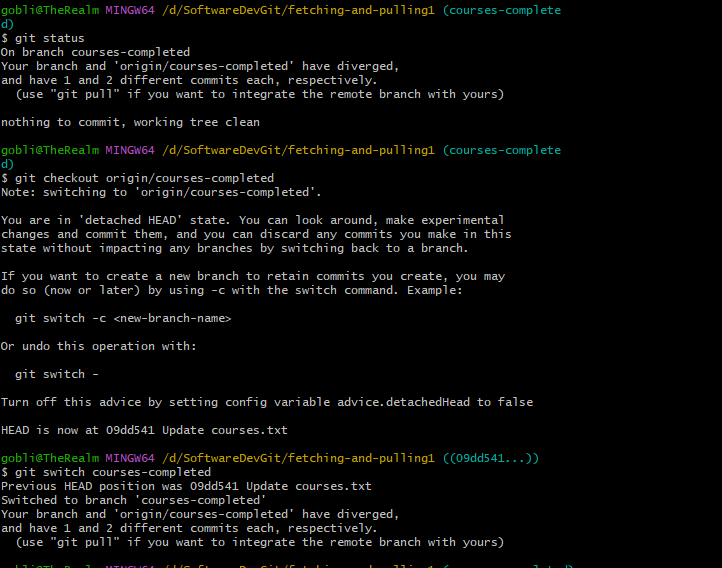 gobli@TheRealm MINGW64 /d/SoftwareDevGit/fetching-and-pulling1 (courses-complete
d)
$ git status
On branch courses-completed
Your branch and 'origin/courses-completed' have diverged,
and have 1 and 2 different commits each, respectively.
  (use "git pull" if you want to integrate the remote branch with yours)

nothing to commit, working tree clean

gobli@TheRealm MINGW64 /d/SoftwareDevGit/fetching-and-pulling1 (courses-complete
d)
$ git checkout origin/courses-completed
Note: switching to 'origin/courses-completed'.

You are in 'detached HEAD' state. You can look around, make experimental
changes and commit them, and you can discard any commits you make in this
state without impacting any branches by switching back to a branch.

If you want to create a new branch to retain commits you create, you may
do so (now or later) by using -c with the switch command. Example:

  git switch -c <new-branch-name>

Or undo this operation with:

  git switch -

Turn off this advice by setting config variable advice.detachedHead to false

HEAD is now at 09dd541 Update courses.txt

gobli@TheRealm MINGW64 /d/SoftwareDevGit/fetching-and-pulling1 ((09dd541...))
$ git switch courses-completed
Previous HEAD position was 09dd541 Update courses.txt
Switched to branch 'courses-completed'
Your branch and 'origin/courses-completed' have diverged,
and have 1 and 2 different commits each, respectively.
  (use "git pull" if you want to integrate the remote branch with yours)